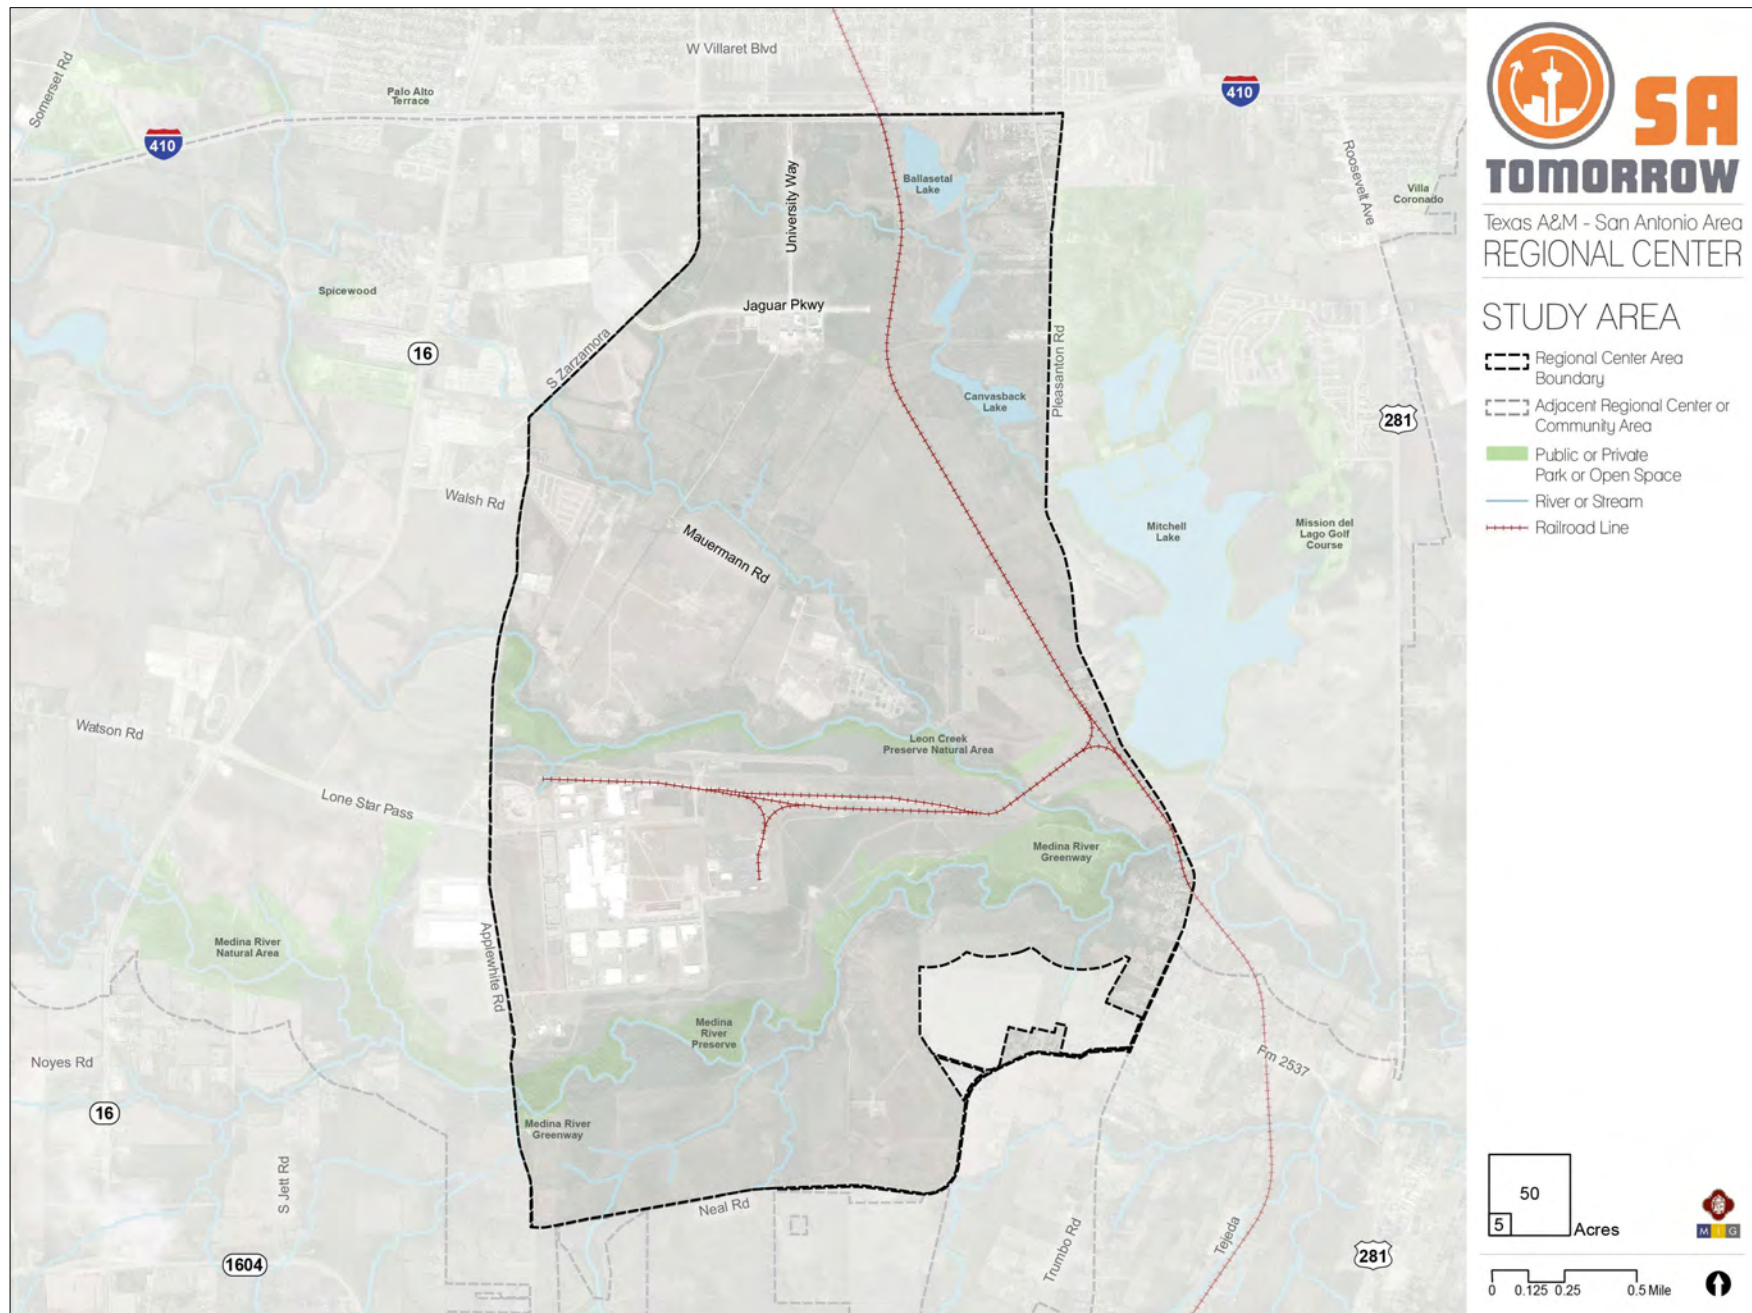 W Villaret Blvd
Somerset Rd
Palo Alto
Terrace
410
410
Roosevelt Ave
Villa
Coronado
Ballasetal
Lake
University Way
Spicewood
Jaguar Pkwy
S Zarzamora
16
Pleasanton Rd
Canvasback
Lake
281
Walsh Rd
Mauermann Rd
Mitchell
Lake
Mission del
Lago Golf
Course
Watson Rd
Leon Creek
Preserve Natural Area
Lone Star Pass
Medina River
Greenway
Medina River
Natural Area
Applewhite Rd
Medina
River
Preserve
Noyes Rd
Fm 2537
16
Medina River
Greenway
S Jett Rd
Neal Rd
Trumbo Rd
Tejeda
1604
281
SA
TOMORROW
Texas A&M - San Antonio Area
REGIONAL CENTER
STUDY AREA
Regional Center Area
Boundary
Adjacent Regional Center or
Community Area
Public or Private
Park or Open Space
River or Stream
Railroad Line
50
5
Acres
M I G
0 0.125 0.25 0.5 Mile